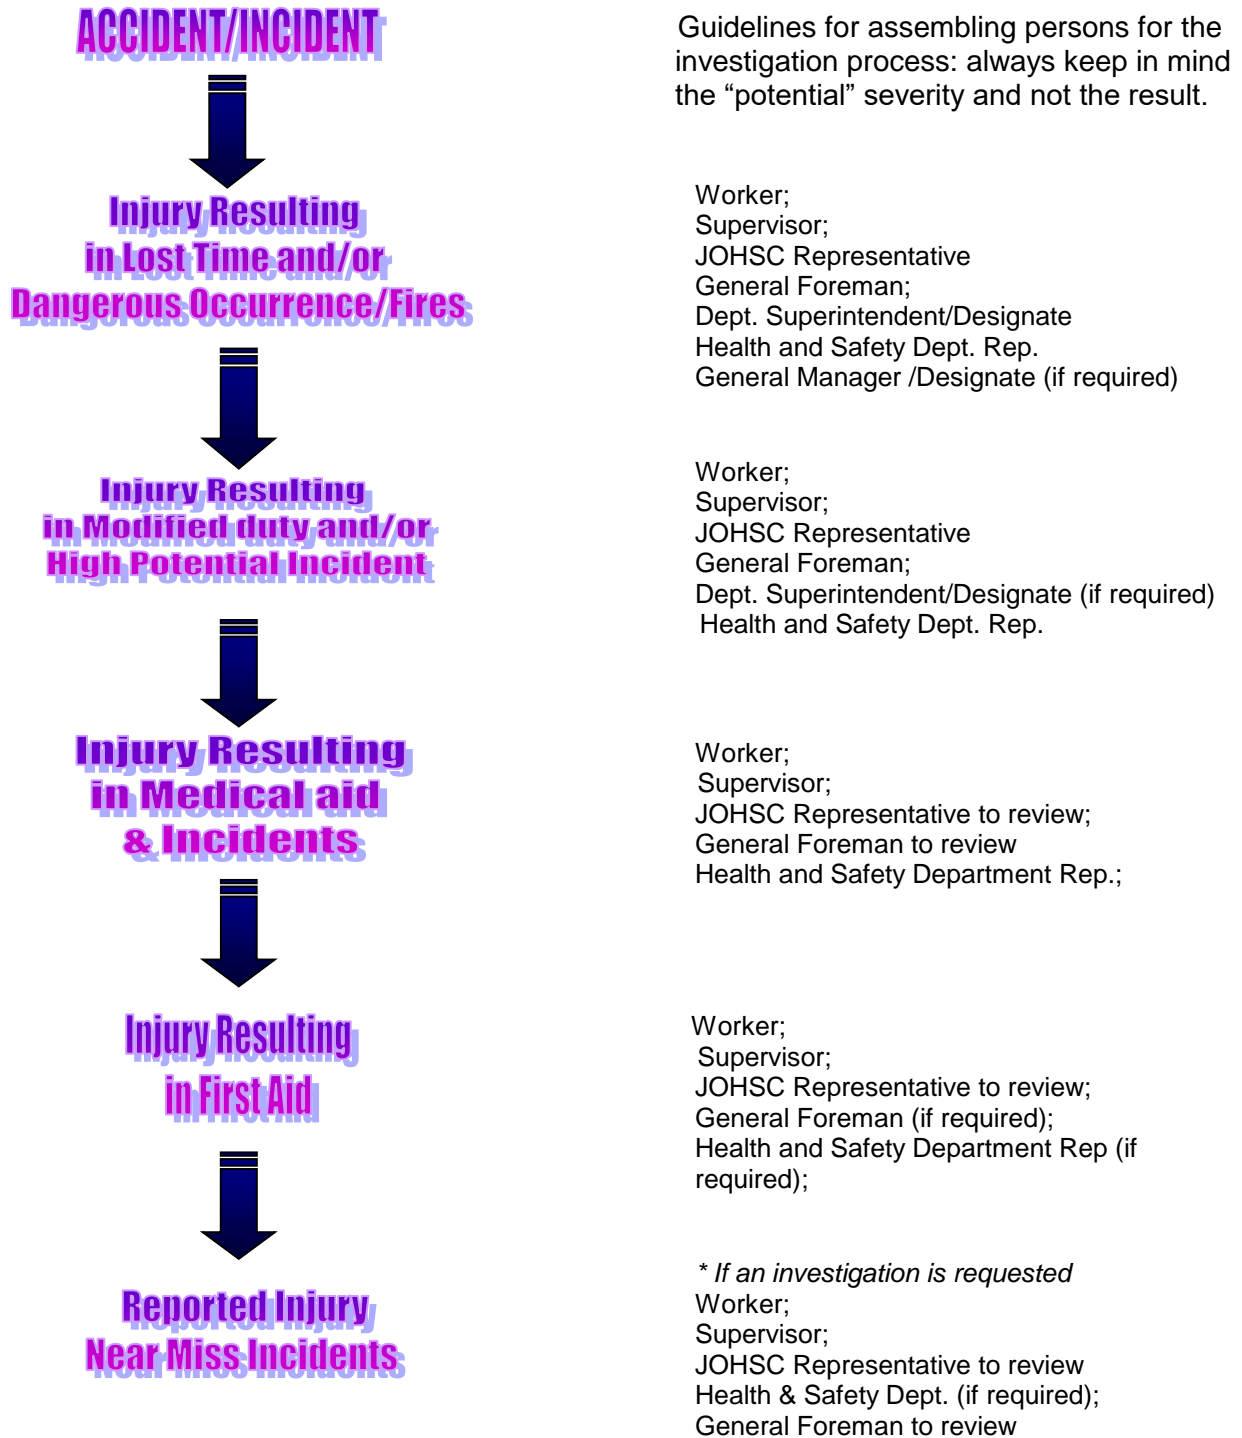 ACCIDENT/INCIDENT
Guidelines for assembling persons for the
investigation process: always keep in mind
the “potential” severity and not the result.
Injury Resulting
in Lost Time and/or
Dangerous Occurrence/Fires
Worker;
Supervisor;
JOHSC Representative
General Foreman;
Dept. Superintendent/Designate
Health and Safety Dept. Rep.
General Manager /Designate (if required)
Injury Resulting
in Modified duty and/or
High Potential Incident
Worker;
Supervisor;
JOHSC Representative
General Foreman;
Dept. Superintendent/Designate (if required)
Health and Safety Dept. Rep.
Injury Resulting
in Medical aid
& Incidents
Worker;
Supervisor;
JOHSC Representative to review;
General Foreman to review
Health and Safety Department Rep.;
Injury Resulting
in First Aid
Worker;
Supervisor;
JOHSC Representative to review;
General Foreman (if required);
Health and Safety Department Rep (if
required);
Reported Injury
Near Miss Incidents
* If an investigation is requested
Worker;
Supervisor;
JOHSC Representative to review
Health & Safety Dept. (if required);
General Foreman to review